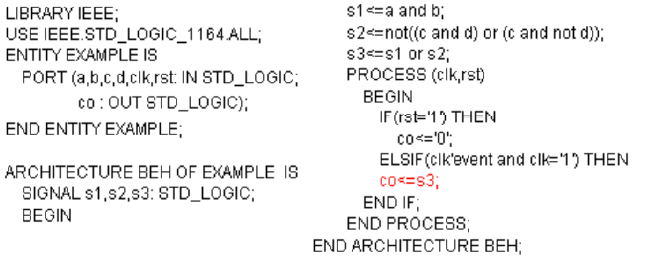 LIBRARY IEEE;
USE IEEE.STD_LOGIC_1164.ALL;
ENTITY EXAMPLE IS
PORT (a,b,c,d,clk,rst: IN STD_LOGIC;
co : OUT STD_LOGIC);
END ENTITY EXAMPLE;
ARCHITECTURE BEH OF EXAMPLE IS
SIGNAL s1,s2,s3: STD_LOGIC;
BEGIN
s1<=a and b;
s2<=not((c and d) or (c and not d));
s3<=s1 or s2;
PROCESS (clk,rst)
BEGIN
IF(rst='1') THEN
co<='0';
ELSIF(clk'event and clk='1') THEN
co<=s3;
END IF;
END PROCESS;
END ARCHITECTURE BEH;